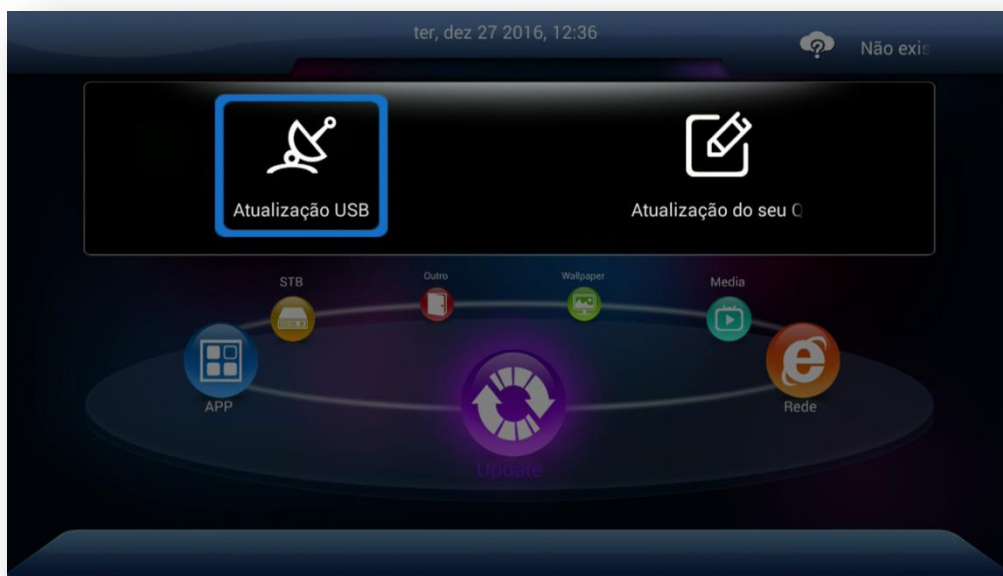 ter, dez 27 2016, 12:36
Não exis
Atualização USB
Atualização do seu
STB
Outro
Wallpaper
Media
APP
Rede
Update